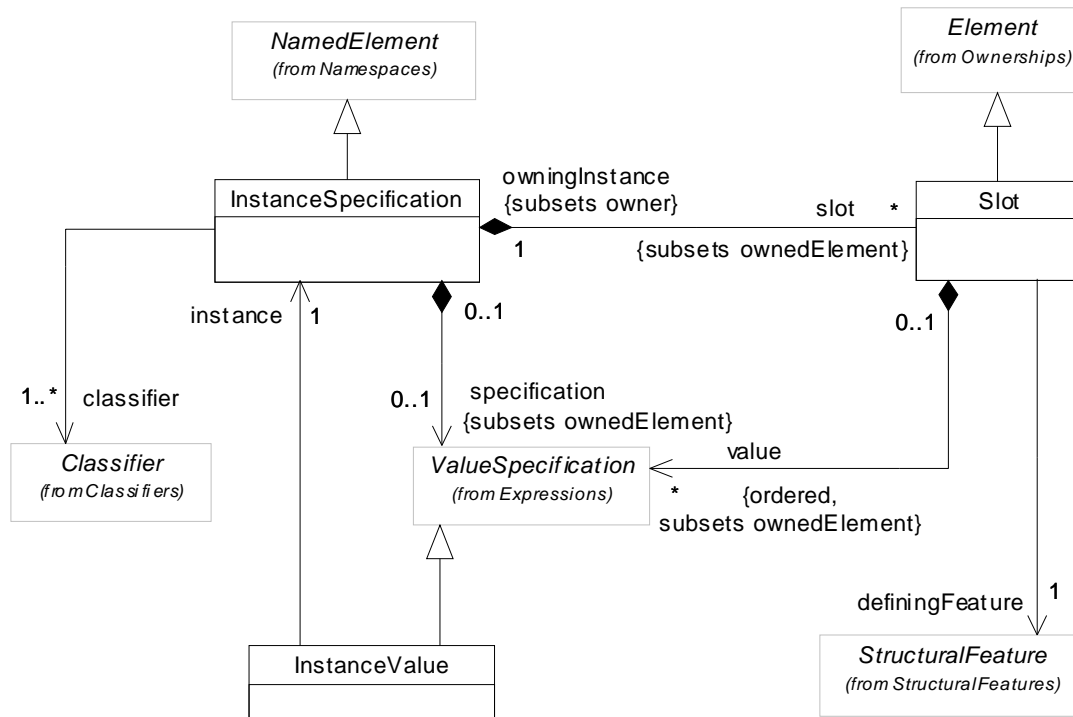 NamedElement
(from Namespaces)
Element
(from Ownerships)
InstanceSpecification
owningInstance
{subsets owner}
1
slot *
{subsets ownedElement}
Slot
instance 1
0..1
0..1
1..* classifier
0..1
specification
{subsets ownedElement}
Classifier
(from Classifiers)
ValueSpecification
(from Expressions)
value
* {ordered,
subsets ownedElement}
definingFeature 1
InstanceValue
StructuralFeature
(from StructuralFeatures)